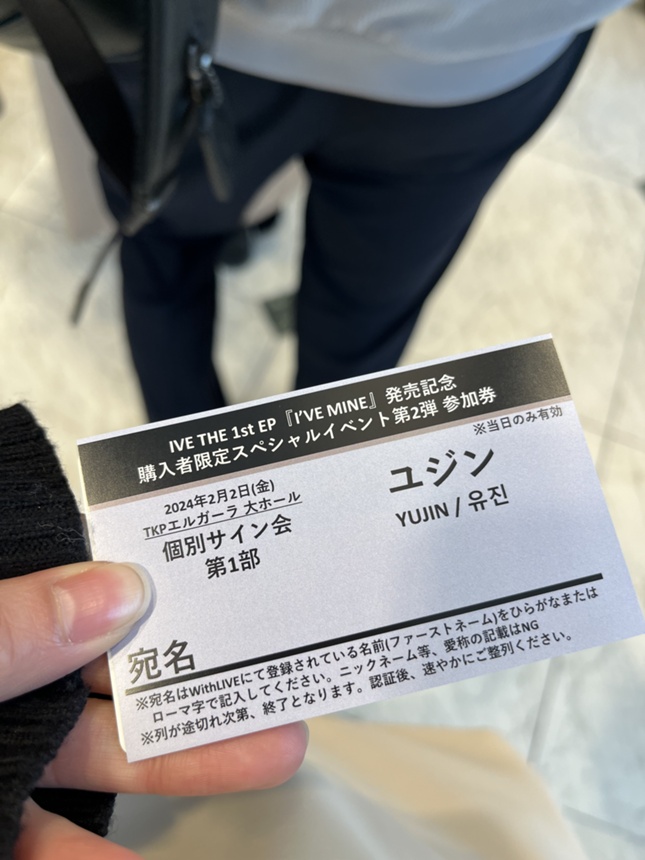 IVE THE 1st EP『I'VE MINE』発売記念
購入者限定スペシャルイベント第2弾 参加券
※当日のみ有効
2024年2月2日(金)
TKPエルガーラ 大ホール
個別サイン会
第1部
ユジン
YUJIN / 유진
宛名
※宛名はWithLIVEにて登録されている名前(ファーストネーム)をひらがなまたは
ローマ字で記入してください。ニックネーム等、愛称の記載はNG
※列が途切れ次第、終了となります。認証後、速やかにご整列ください。